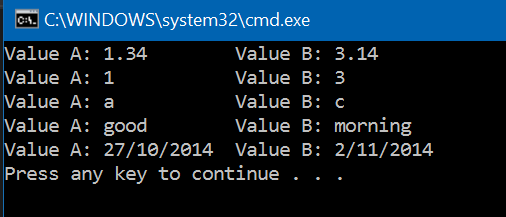 C:\WINDOWS\system32\cmd.exe
Value A: 1.34 Value B: 3.14
Value A: 1 Value B: 3
Value A: a Value B: c
Value A: good Value B: morning
Value A: 27/10/2014 Value B: 2/11/2014
Press any key to continue . . .